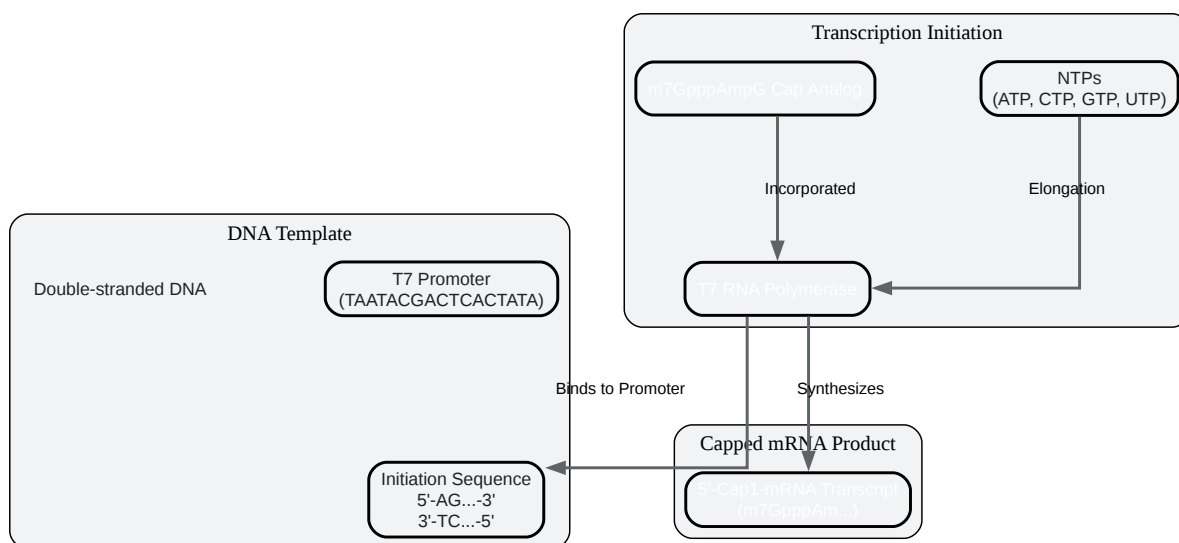 Transcription Initiation
m7GpppAmpG Cap Analog
NTPs
(ATP, CTP, GTP, UTP)
Incorporated
Elongation
DNA Template
Double-stranded DNA
T7 Promoter
(TAATACGACTCACTATA)
T7 RNA Polymerase
Binds to Promoter
Synthesizes
Initiation Sequence
5'-AG...-3'
3'-TC...-5'
Capped mRNA Product
5'-Cap1-mRNA Transcript
(m7GpppAm...)